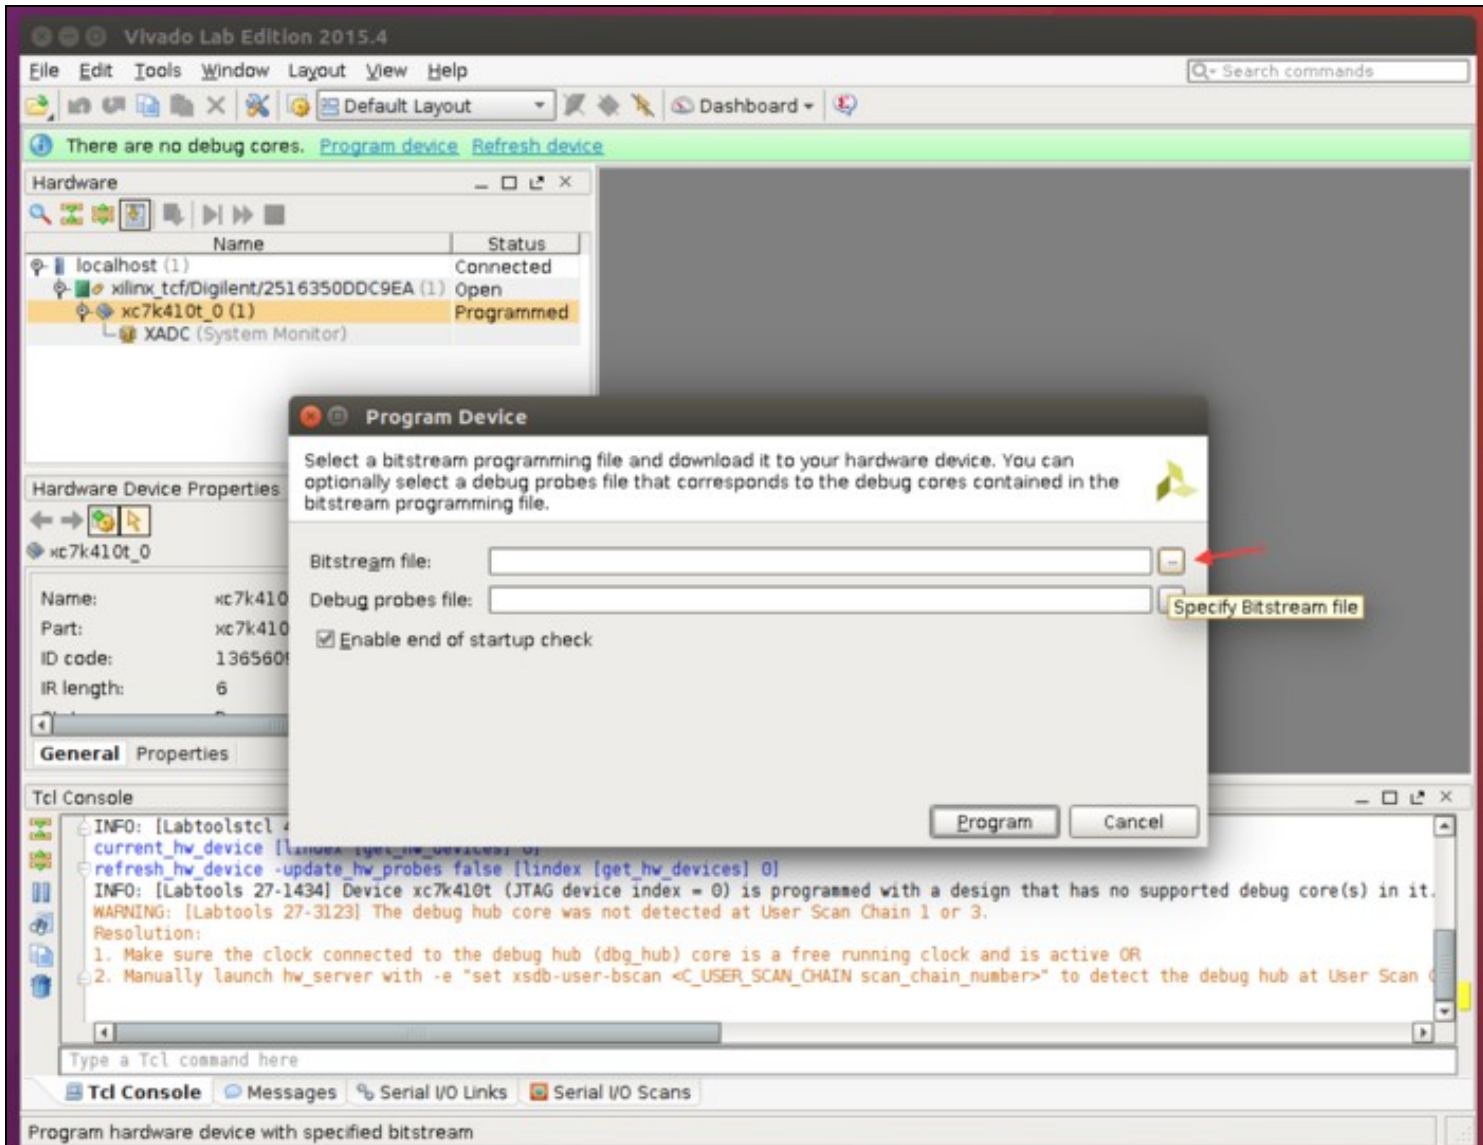 Vivado Lab Edition 2015.4
File Edit Tools Window Layout View Help
Search commands
Default Layout
Dashboard
There are no debug cores. Program device Refresh device
Hardware
Name Status
localhost (1) Connected
xilinx_tcf/Digilent/2516350DDC9EA (1) Open
xc7k410t_0 (1) Programmed
XADC (System Monitor)
Program Device
Select a bitstream programming file and download it to your hardware device. You can
optionally select a debug probes file that corresponds to the debug cores contained in the
bitstream programming file.
Hardware Device Properties
xc7k410t_0
Bitstream file:
...
Debug probes file:
Specify Bitstream file
Enable end of startup check
Name: xc7k410
Part: xc7k410
ID code: 1365609
IR length: 6
General Properties
Program Cancel
Tcl Console
INFO: [Labtoolstcl 4
current_hw_device [lindex [get_hw_devices] 0]
refresh_hw_device -update_hw_probes false [lindex [get_hw_devices] 0]
INFO: [Labtools 27-1434] Device xc7k410t (JTAG device index = 0) is programmed with a design that has no supported debug core(s) in it.
WARNING: [Labtools 27-3123] The debug hub core was not detected at User Scan Chain 1 or 3.
Resolution:
1. Make sure the clock connected to the debug hub (dbg_hub) core is a free running clock and is active OR
2. Manually launch hw_server with -e "set xsdb-user-bscan <C_USER_SCAN_CHAIN scan_chain_number>" to detect the debug hub at User Scan
Type a Tcl command here
Tcl Console Messages Serial I/O Links Serial I/O Scans
Program hardware device with specified bitstream